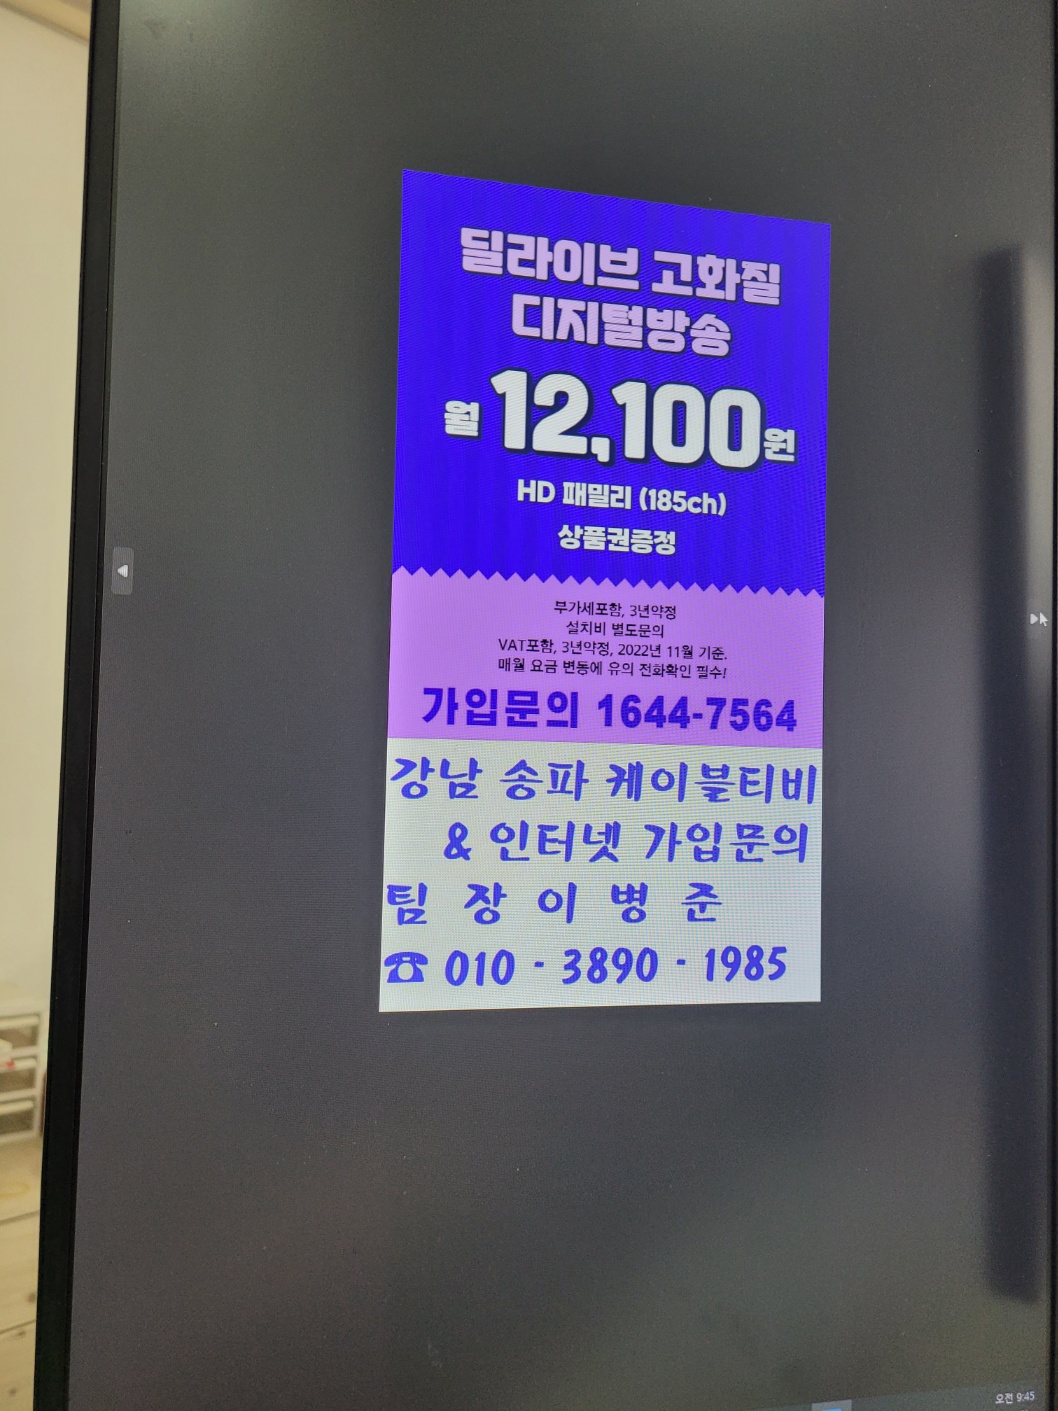 딜라이브 고화질
디지털방송
월 12,100원
HD 패밀리 (185ch)
상품권증정
부가세포함, 3년약정
설치비 별도문의
VAT포함, 3년약정, 2022년 11월 기준.
매월 요금 변동에 유의 전화확인 필수!
가입문의 1644-7564
강남 송파 케이블티비
& 인터넷 가입문의
팀 장 이 병 준
☎ 010 - 3890 - 1985
오전 9:45